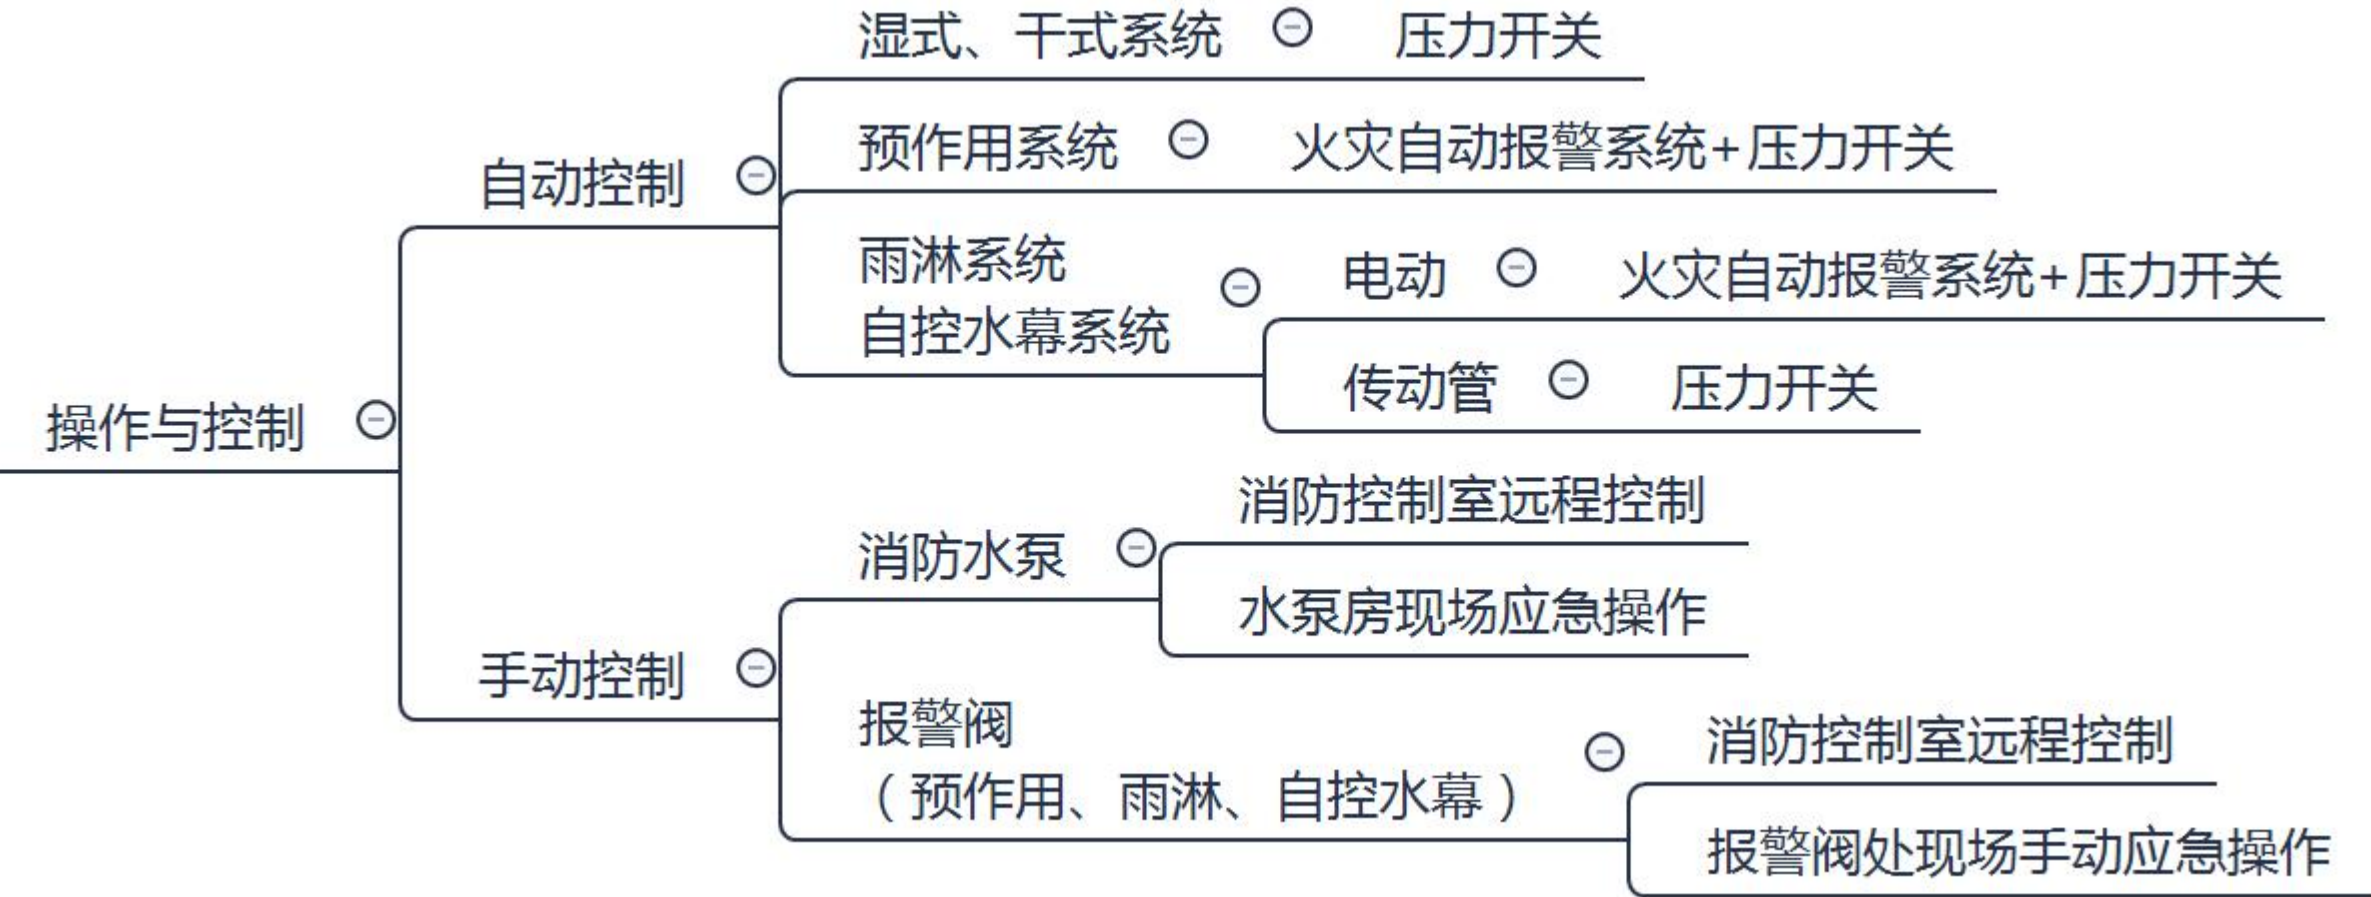 湿式、干式系统 压力开关
预作用系统 火灾自动报警系统+压力开关
自动控制
雨淋系统
自控水幕系统
电动 火灾自动报警系统+压力开关
传动管 压力开关
操作与控制
消防控制室远程控制
消防水泵
水泵房现场应急操作
手动控制
报警阀
（预作用、雨淋、自控水幕）
消防控制室远程控制
报警阀处现场手动应急操作